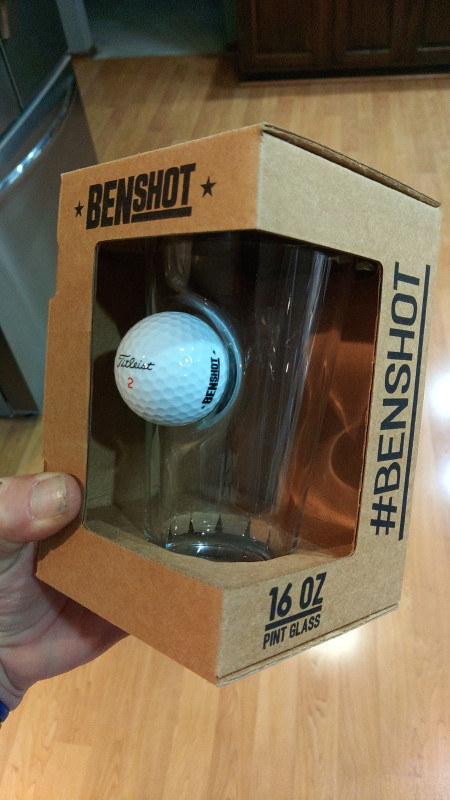 ★ BENSHOT ★
Titleist
2
BENSHOT
#BENSHOT
16 OZ
PINT GLASS